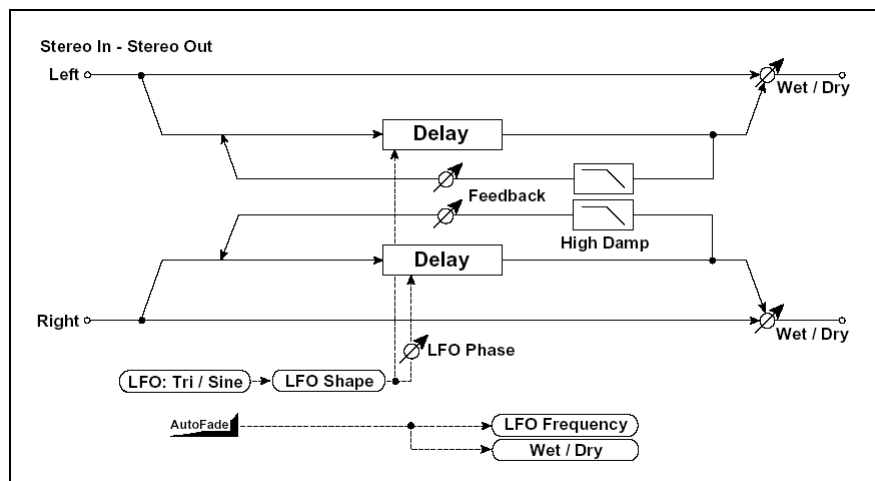 Stereo In - Stereo Out
Left
Wet / Dry
Delay
Feedback
High Damp
Delay
Right
Wet / Dry
LFO Phase
LFO: Tri / Sine
LFO Shape
AutoFade
LFO Frequency
Wet / Dry